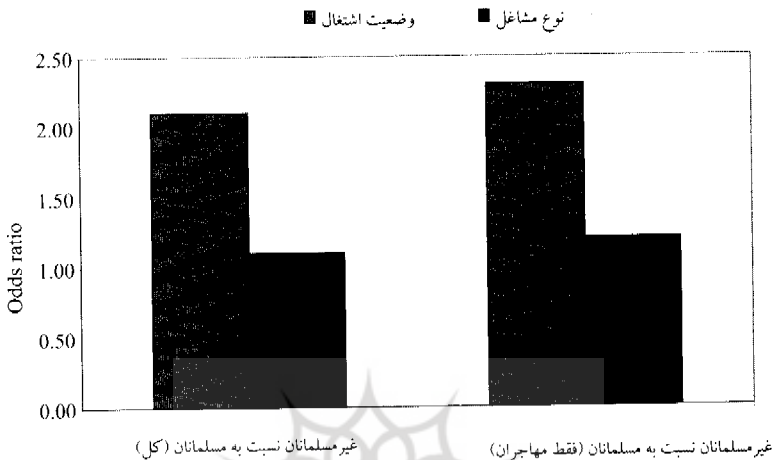 نوع مشاغل
وضعیت اشتغال
2.50
2.00
1.50
1.00
0.50
0.00
Odds ratio
غیرمسلمانان نسبت به مسلمانان (کل)
غیرمسلمانان نسبت به مسلمانان (فقط مهاجران)